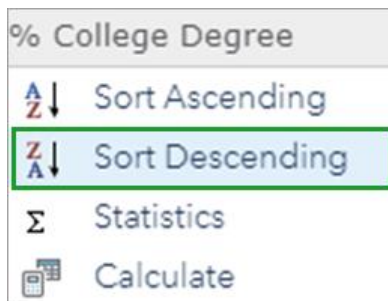 % College Degree
Sort Ascending
Sort Descending
Σ Statistics
Calculate